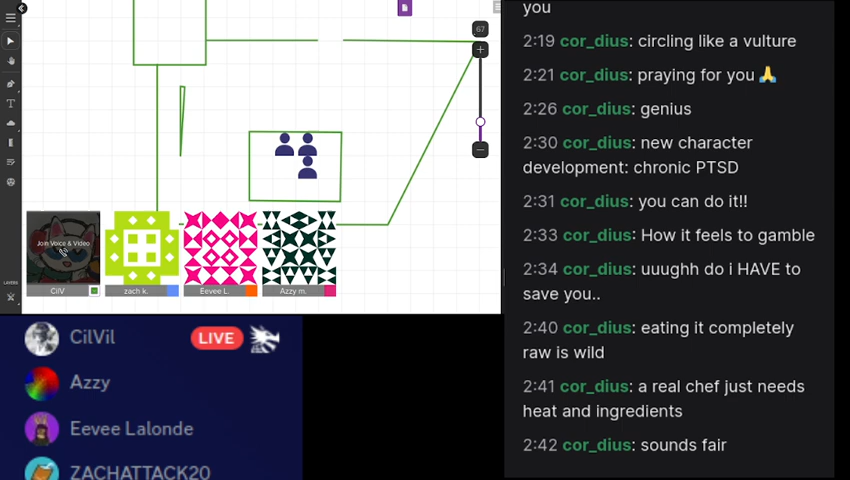 67
T
LAYERS
Join Voice & Video
CilV
zach k.
Eevee L.
Azzy m.
CilVil
LIVE
Azzy
Eevee Lalonde
ZACHATTACK20
you
2:19 cor_dius: circling like a vulture
2:21 cor_dius: praying for you 🙏
2:26 cor_dius: genius
2:30 cor_dius: new character
development: chronic PTSD
2:31 cor_dius: you can do it!!
2:33 cor_dius: How it feels to gamble
2:34 cor_dius: uuughh do i HAVE to
save you..
2:40 cor_dius: eating it completely
raw is wild
2:41 cor_dius: a real chef just needs
heat and ingredients
2:42 cor_dius: sounds fair